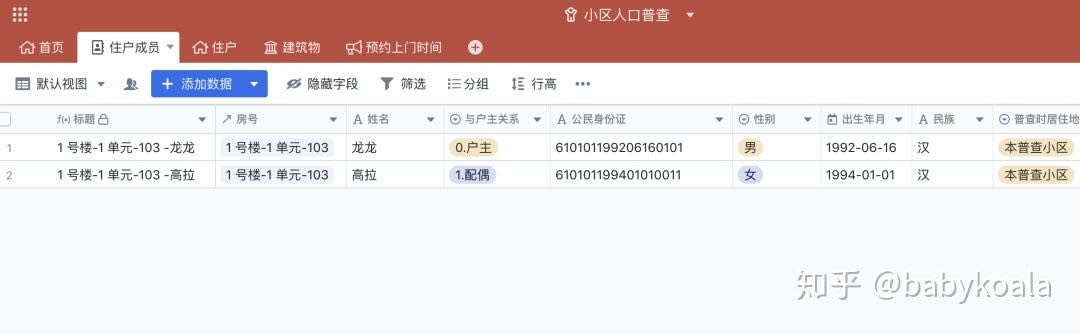 小区人口普查
首页 住户成员 住户 建筑物 预约上门时间
默认视图 添加数据 隐藏字段 筛选 分组 行高
f(x) 标题 房号 A 姓名 与户主关系 A 公民身份证 性别 出生年月 A 民族 普查时居住地
1 1 号楼-1 单元-103 -龙龙 1 号楼-1 单元-103 龙龙 0.户主 610101199206160101 男 1992-06-16 汉 本普查小区
2 1 号楼-1 单元-103 -高拉 1 号楼-1 单元-103 高拉 1.配偶 610101199401010011 女 1994-01-01 汉 本普查小区
知乎 @babykoala